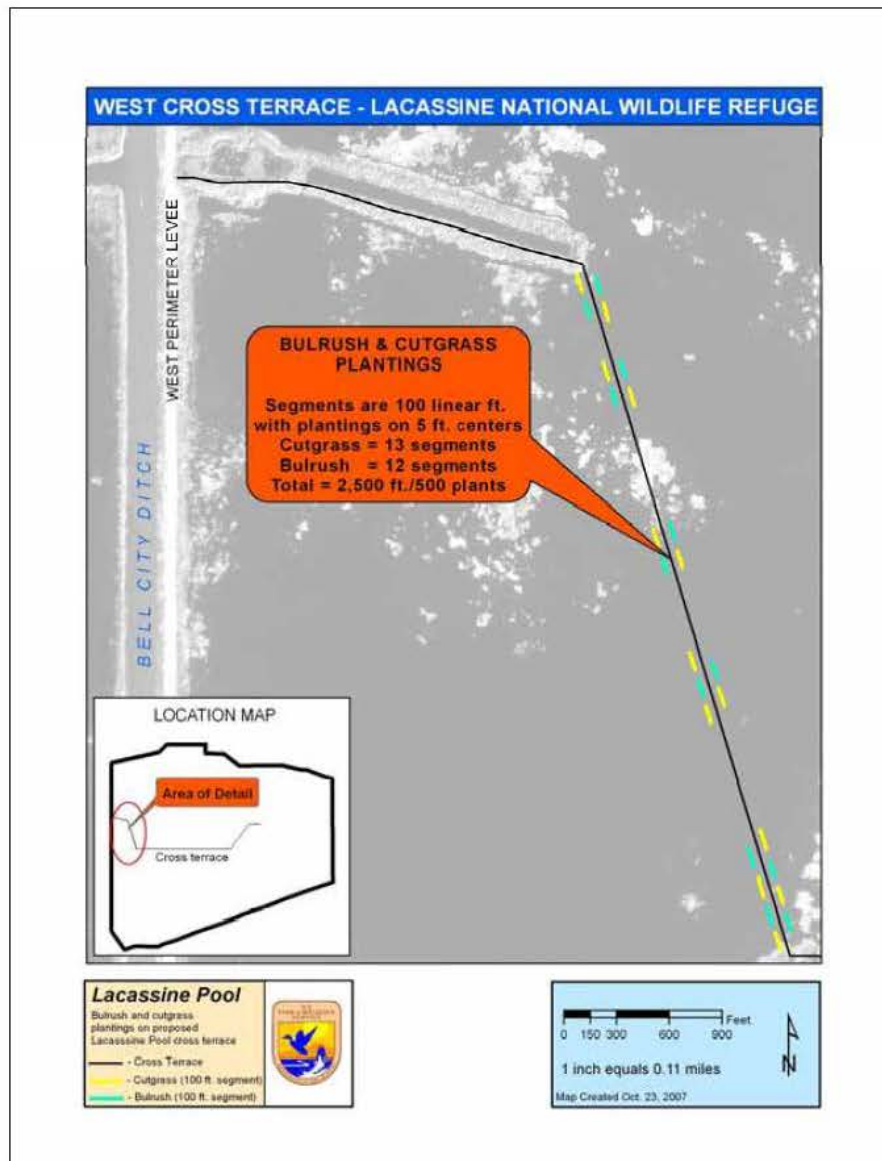 WEST CROSS TERRACE - LACASSINE NATIONAL WILDLIFE REFUGE
WEST PERIMETER LEVEE
BELL CITY DITCH
BULRUSH & CUTGRASS
PLANTINGS
Segments are 100 linear ft.
with plantings on 5 ft. centers
Cutgrass = 13 segments
Bulrush = 12 segments
Total = 2,500 ft./500 plants
LOCATION MAP
Area of Detail
Cross terrace
Lacassine Pool
Bulrush and cutgrass
plantings on proposed
Lacasssine Pool cross terrace
- Cross Terrace
- Cutgrass (100 ft. segment)
- Bulrush (100 ft. segment)
U.S.
FISH & WILDLIFE
SERVICE
Feet
0 150 300 600 900
1 inch equals 0.11 miles
N
Map Created Oct. 23, 2007